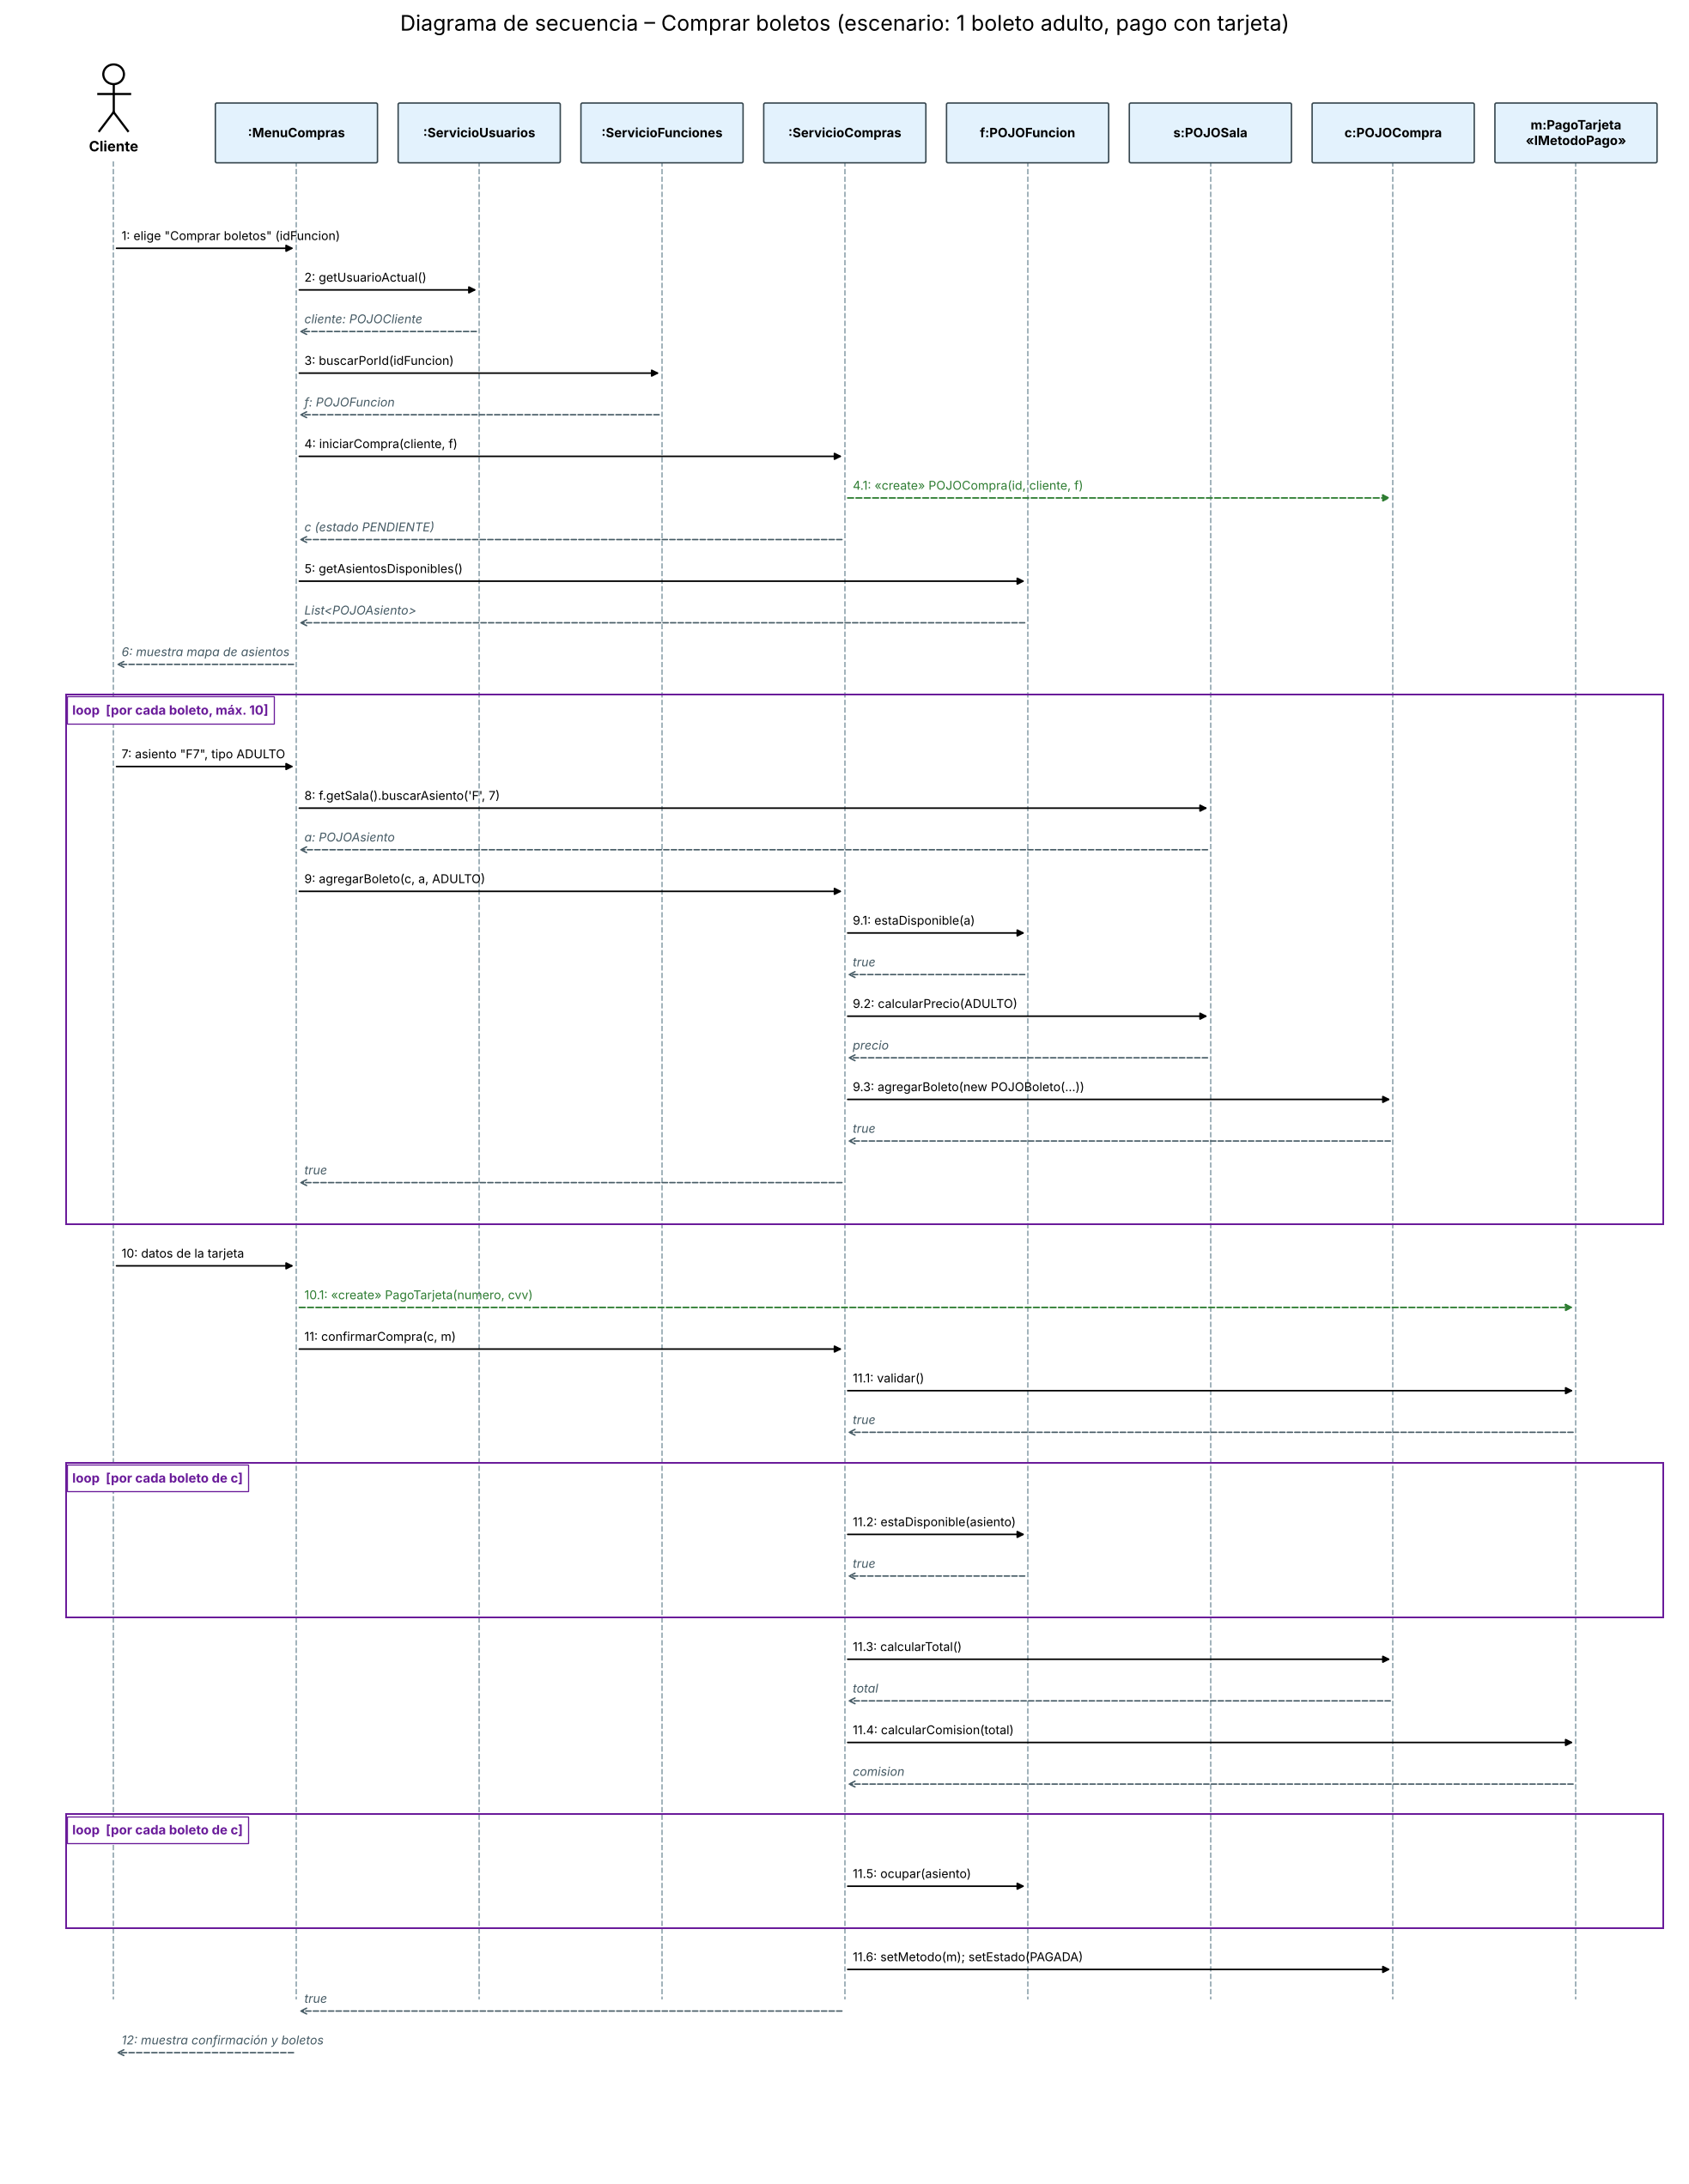 Diagrama de secuencia – Comprar boletos (escenario: 1 boleto adulto, pago con tarjeta)
Cliente
:MenuCompras
:ServicioUsuarios
:ServicioFunciones
:ServicioCompras
f:POJOFuncion
s:POJOSala
c:POJOCompra
m:PagoTarjeta
«IMetodoPago»
1: elige "Comprar boletos" (idFuncion)
2: getUsuarioActual()
cliente: POJOCliente
3: buscarPorId(idFuncion)
f: POJOFuncion
4: iniciarCompra(cliente, f)
4.1: «create» POJOCompra(id, cliente, f)
c (estado PENDIENTE)
5: getAsientosDisponibles()
List<POJOAsiento>
6: muestra mapa de asientos
loop [por cada boleto, máx. 10]
7: asiento "F7", tipo ADULTO
8: f.getSala().buscarAsiento('F', 7)
a: POJOAsiento
9: agregarBoleto(c, a, ADULTO)
9.1: estaDisponible(a)
true
9.2: calcularPrecio(ADULTO)
precio
9.3: agregarBoleto(new POJOBoleto(...))
true
true
10: datos de la tarjeta
10.1: «create» PagoTarjeta(numero, cvv)
11: confirmarCompra(c, m)
11.1: validar()
true
loop [por cada boleto de c]
11.2: estaDisponible(asiento)
true
11.3: calcularTotal()
total
11.4: calcularComision(total)
comision
loop [por cada boleto de c]
11.5: ocupar(asiento)
11.6: setMetodo(m); setEstado(PAGADA)
true
12: muestra confirmación y boletos